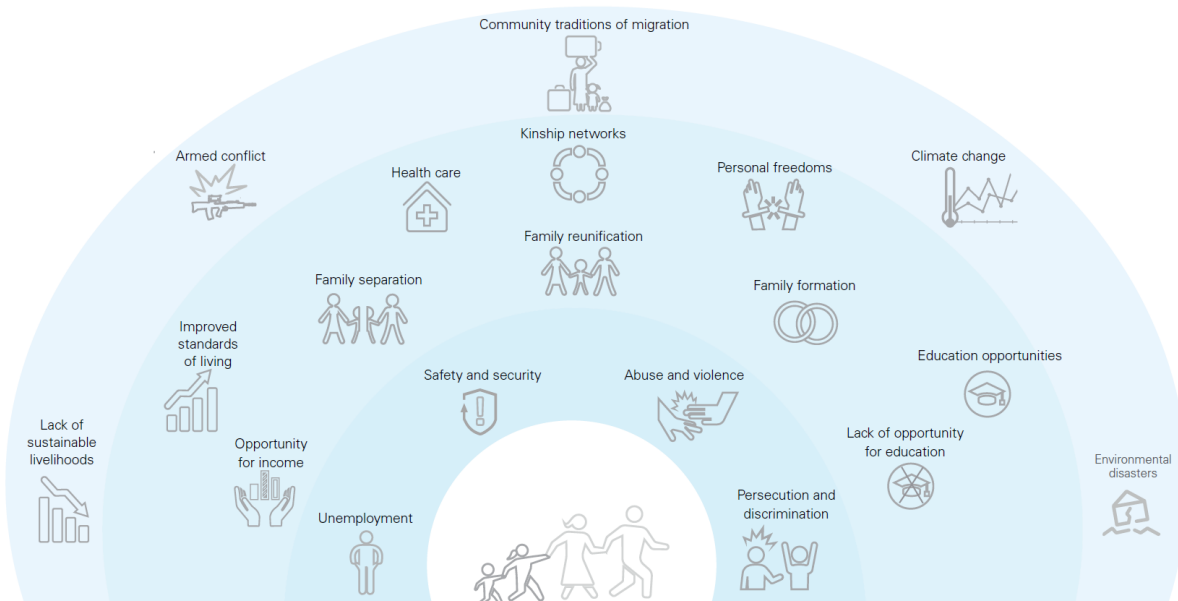 Community traditions of migration
Kinship networks
Armed conflict
Climate change
Health care
Personal freedoms
Family reunification
Family separation
Family formation
Improved
standards
of living
Education opportunities
Safety and security
Abuse and violence
Lack of
sustainable
livelihoods
Lack of opportunity
for education
Opportunity
for income
Environmental
disasters
Persecution and
discrimination
Unemployment